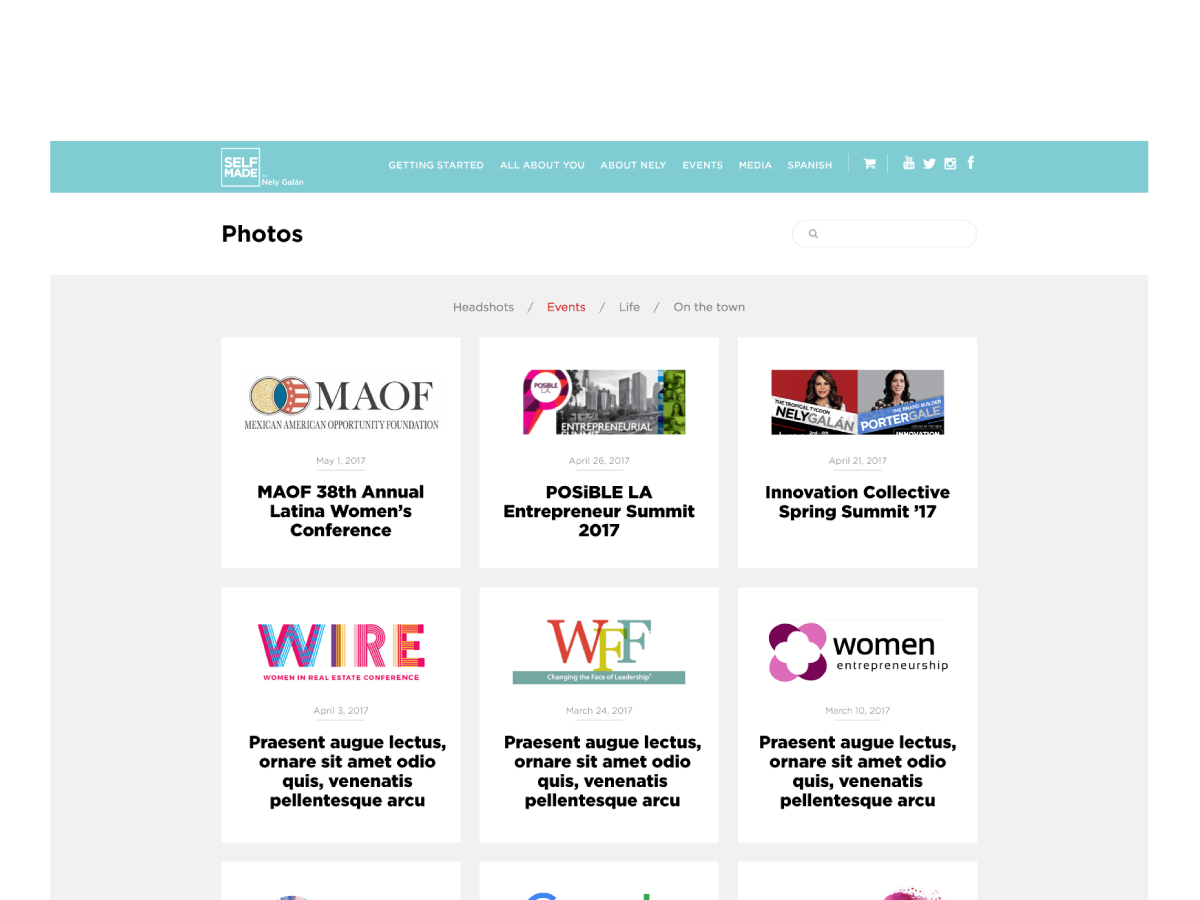 SELF
MADE
Nely Galán
GETTING STARTED ALL ABOUT YOU ABOUT NELY EVENTS MEDIA SPANISH
Photos
Headshots / Events / Life / On the town
MAOF
MEXICAN AMERICAN OPPORTUNITY FOUNDATION
May 1, 2017
MAOF 38th Annual
Latina Women's
Conference
POSiBLE
LA
ENTREPRENEURIAL
SUMMIT
April 26, 2017
POSiBLE LA
Entrepreneur Summit
2017
THE TROPICAL TYCOON
NELYGALÁN
THE BRAND BUILDER
PORTERGALE
INNOVATION
April 21, 2017
Innovation Collective
Spring Summit '17
WIRE
WOMEN IN REAL ESTATE CONFERENCE
April 3, 2017
Praesent augue lectus,
ornare sit amet odio
quis, venenatis
pellentesque arcu
WFF
Changing the Face of Leadership
March 24, 2017
Praesent augue lectus,
ornare sit amet odio
quis, venenatis
pellentesque arcu
women
entrepreneurship
March 10, 2017
Praesent augue lectus,
ornare sit amet odio
quis, venenatis
pellentesque arcu